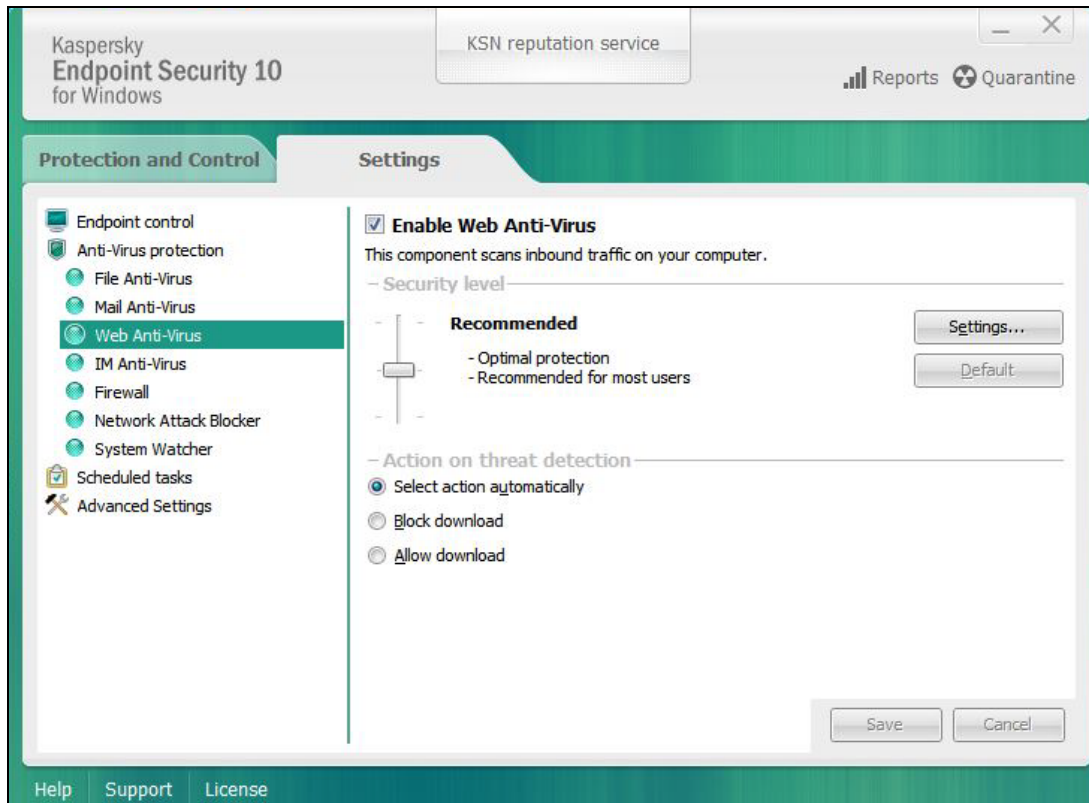 Kaspersky
Endpoint Security 10
for Windows
KSN reputation service
Reports
Quarantine
Protection and Control
Settings
Endpoint control
Anti-Virus protection
File Anti-Virus
Mail Anti-Virus
Web Anti-Virus
IM Anti-Virus
Firewall
Network Attack Blocker
System Watcher
Scheduled tasks
Advanced Settings
Enable Web Anti-Virus
This component scans inbound traffic on your computer.
Security level
Recommended
- Optimal protection
- Recommended for most users
Settings...
Default
Action on threat detection
Select action automatically
Block download
Allow download
Save
Cancel
Help
Support
License